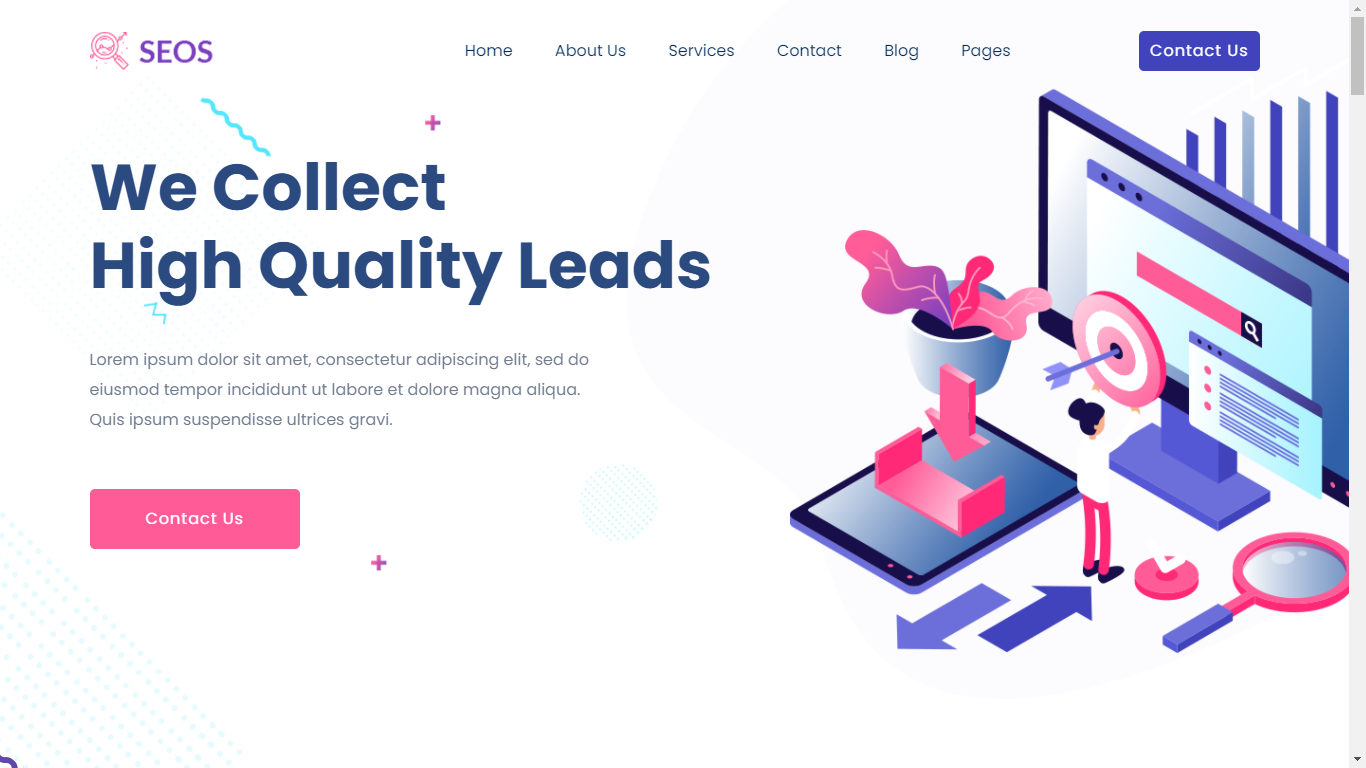 SEOS
Home About Us Services Contact Blog Pages
Contact Us
We Collect
High Quality Leads
Lorem ipsum dolor sit amet, consectetur adipiscing elit, sed do
eiusmod tempor incididunt ut labore et dolore magna aliqua.
Quis ipsum suspendisse ultrices gravi.
Contact Us